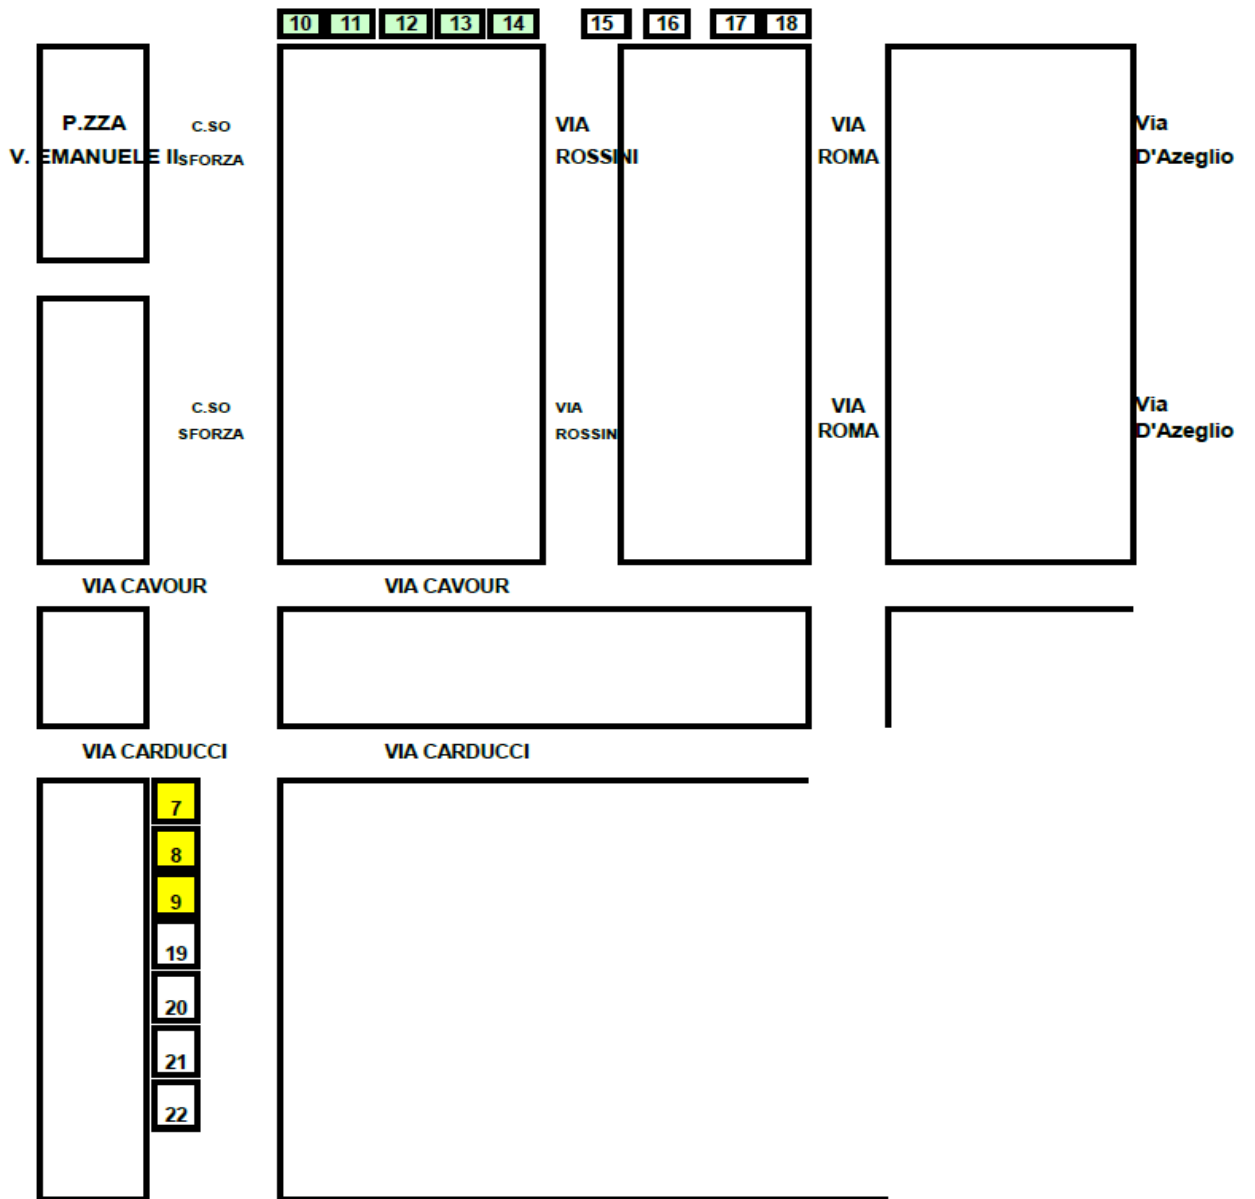 10 11 12 13 14 15 16 17 18
P.ZZA
V. EMANUELE II
C.SO
SFORZA
VIA
ROSSINI
VIA
ROMA
Via
D'Azeglio
C.SO
SFORZA
VIA
ROSSIN
VIA
ROMA
Via
D'Azeglio
VIA CAVOUR VIA CAVOUR
VIA CARDUCCI VIA CARDUCCI
7
8
9
19
20
21
22